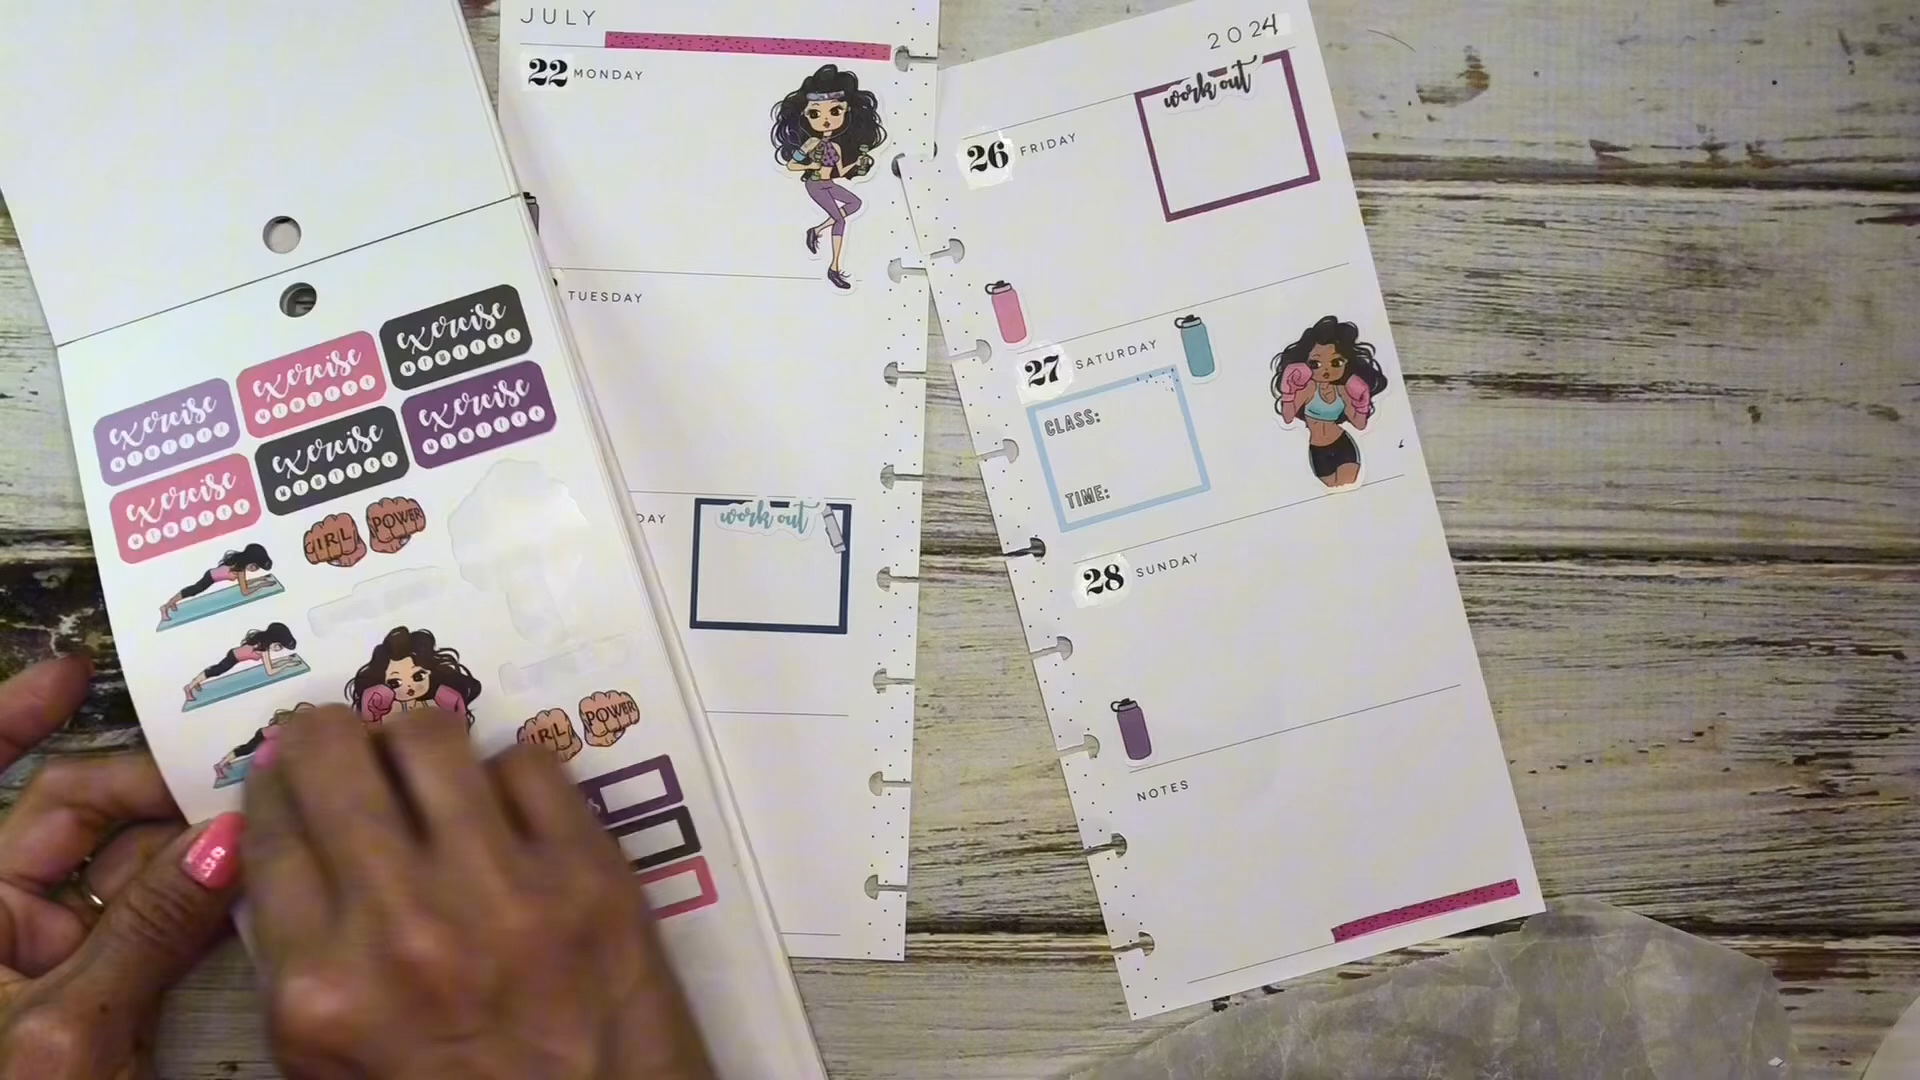 JULY
22 MONDAY
TUESDAY
DAY
work out
2024
work out
26 FRIDAY
27 SATURDAY
CLASS:
TIME:
28 SUNDAY
NOTES
exercise
M T W T F S S
exercise
M T W T F S S
exercise
M T W T F S S
exercise
M T W T F S S
exercise
M T W T F S S
exercise
M T W T F S S
GIRL POWER
GIRL POWER